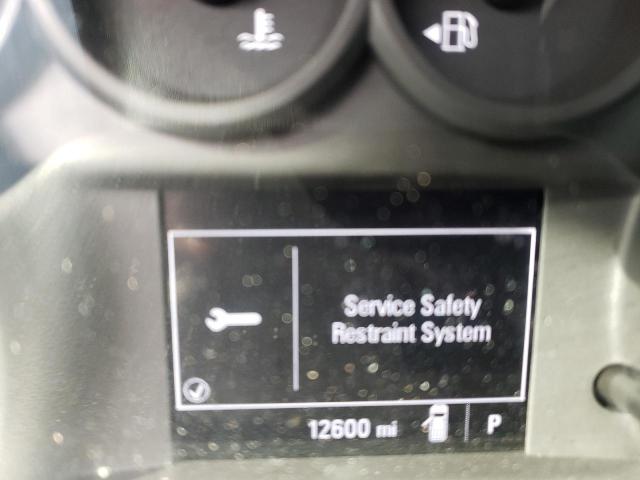 Service Safety
Restraint System
12600 mi
P